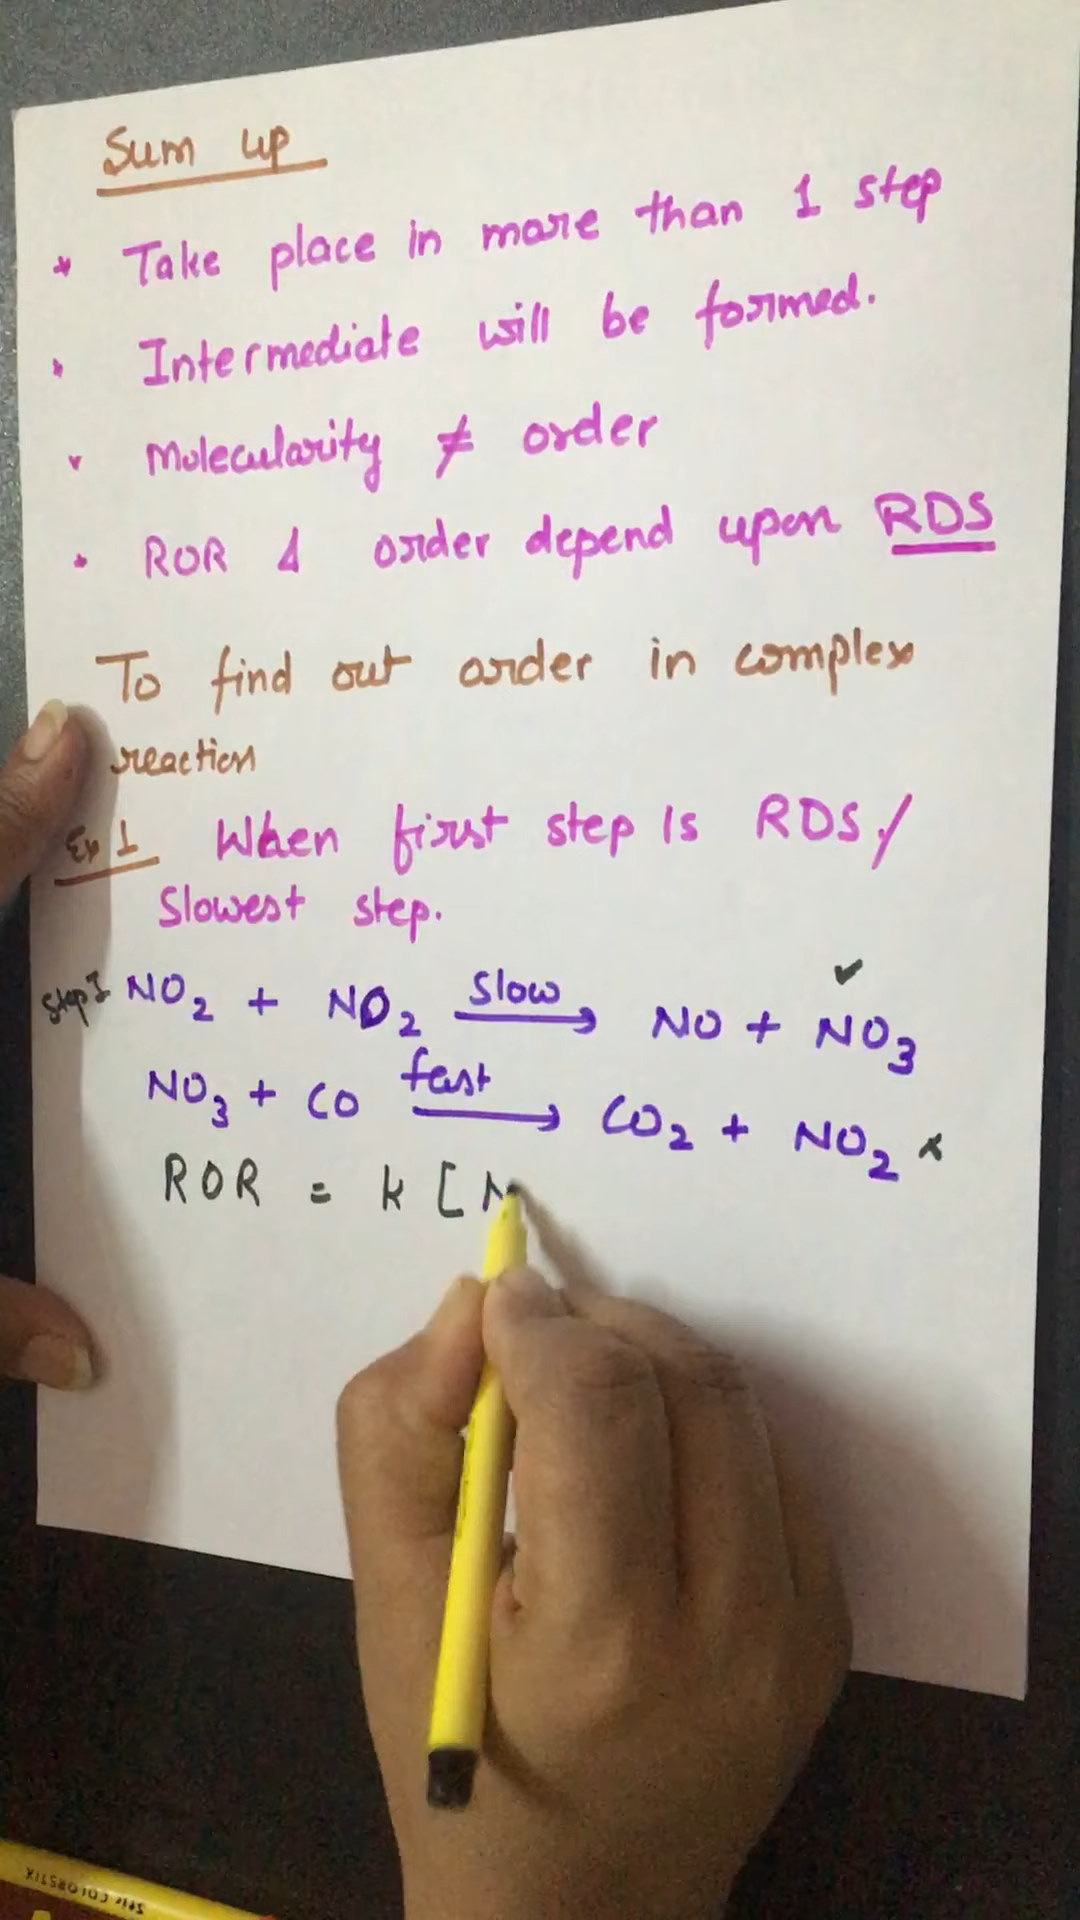 Sum up
* Take place in more than 1 step
* Intermediate will be formed.
* Molecularity ≠ order
* ROR & order depend upon RDS
To find out order in complex
reaction
Ex 1 When first step is RDS/
Slowest step.
Step I NO2 + NO2 slow → NO + NO3 ✓
NO3 + CO fast → CO2 + NO2 x
ROR = k [N